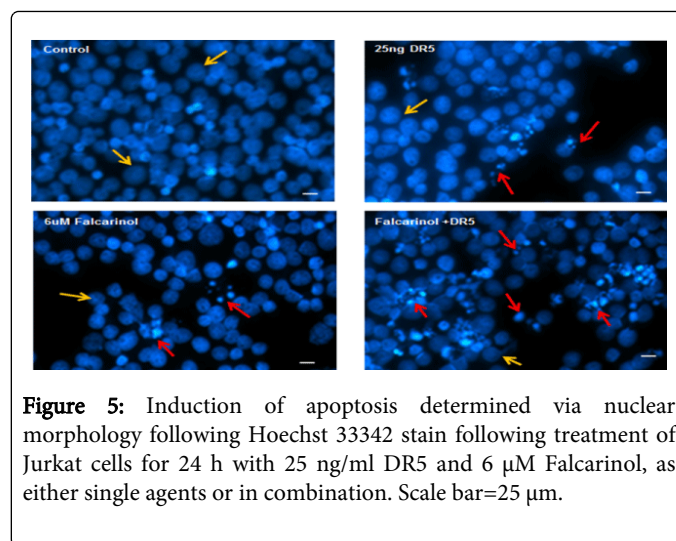 Control
25ng DR5
6uM Falcarinol
Falcarinol +DR5
Figure 5: Induction of apoptosis determined via nuclear
morphology following Hoechst 33342 stain following treatment of
Jurkat cells for 24 h with 25 ng/ml DR5 and 6 μM Falcarinol, as
either single agents or in combination. Scale bar=25 μm.